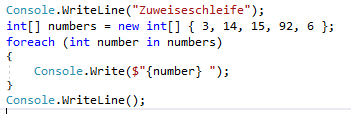 Console.WriteLine("Zuweiseschleife");
int[] numbers = new int[] { 3, 14, 15, 92, 6 };
foreach (int number in numbers)
{
    Console.Write($"{number} ");
}
Console.WriteLine();